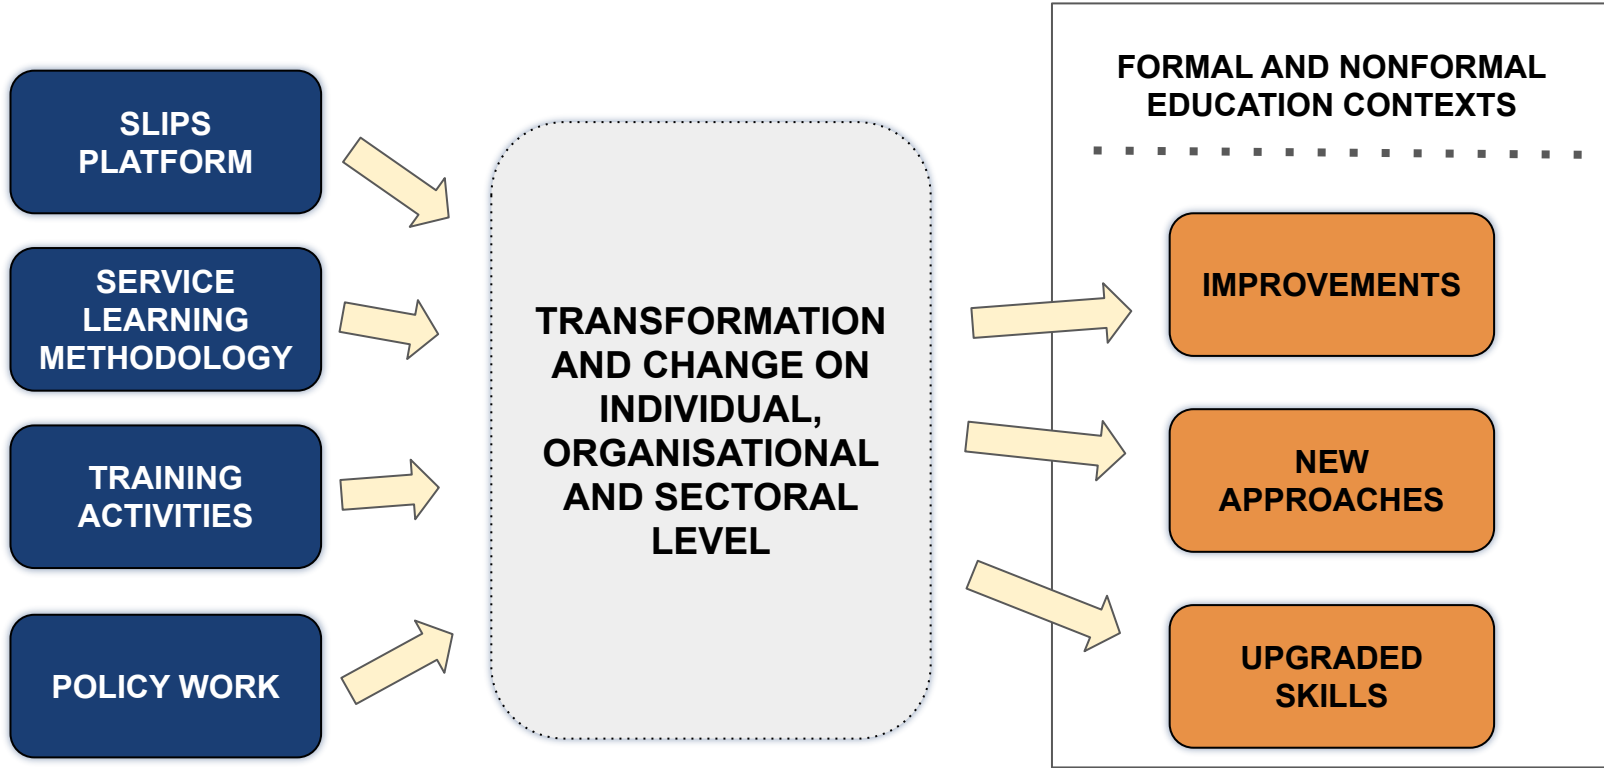 SLIPS
PLATFORM
SERVICE
LEARNING
METHODOLOGY
TRAINING
ACTIVITIES
POLICY WORK
TRANSFORMATION
AND CHANGE ON
INDIVIDUAL,
ORGANISATIONAL
AND SECTORAL
LEVEL
FORMAL AND NONFORMAL
EDUCATION CONTEXTS
IMPROVEMENTS
NEW
APPROACHES
UPGRADED
SKILLS